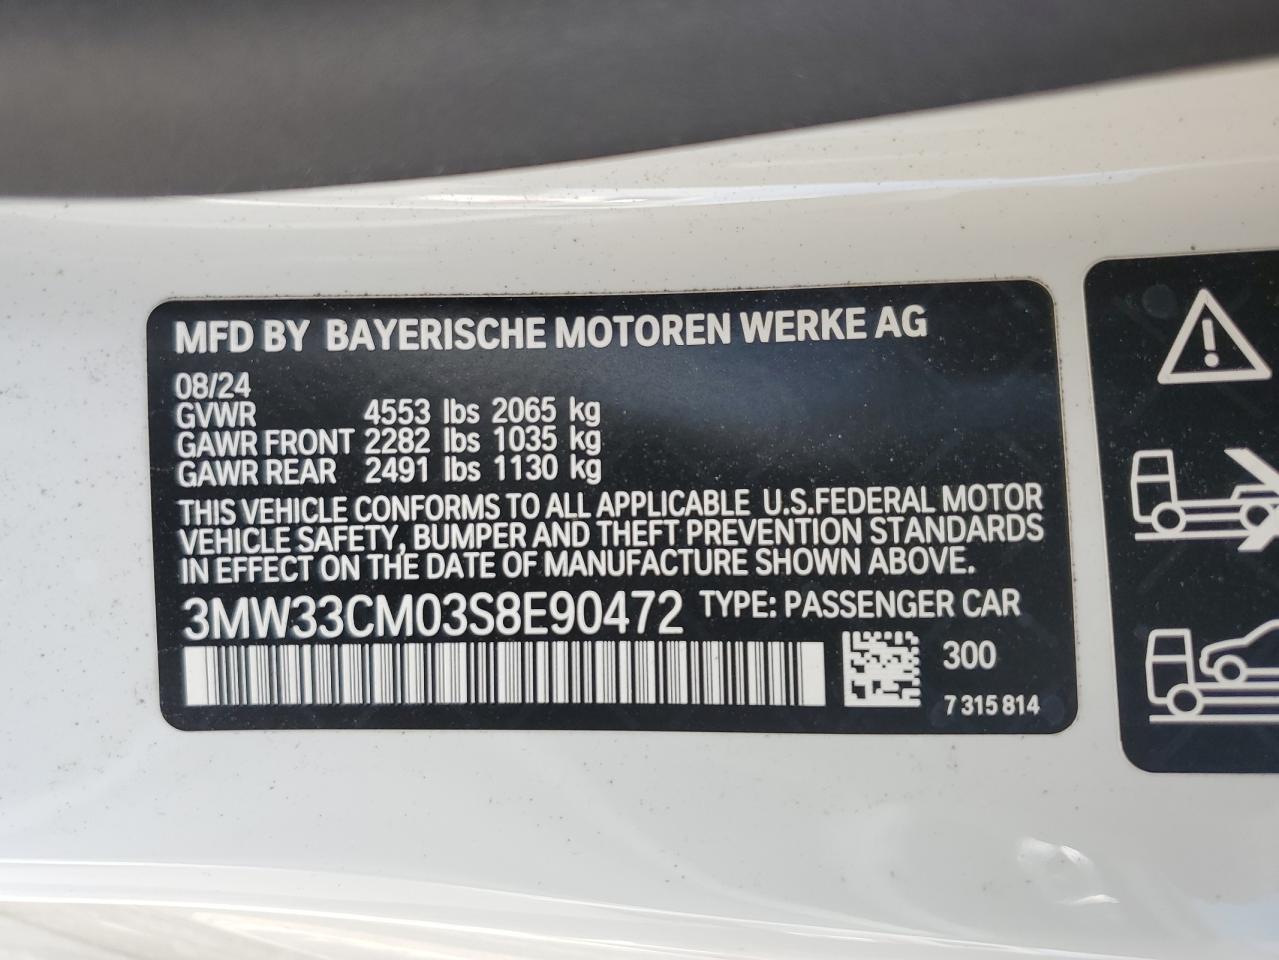 MFD BY BAYERISCHE MOTOREN WERKE AG
08/24
GVWR 4553 lbs 2065 kg
GAWR FRONT 2282 lbs 1035 kg
GAWR REAR 2491 lbs 1130 kg
THIS VEHICLE CONFORMS TO ALL APPLICABLE U.S.FEDERAL MOTOR
VEHICLE SAFETY, BUMPER AND THEFT PREVENTION STANDARDS
IN EFFECT ON THE DATE OF MANUFACTURE SHOWN ABOVE.
3MW33CM03S8E90472 TYPE: PASSENGER CAR
300
7 315 814